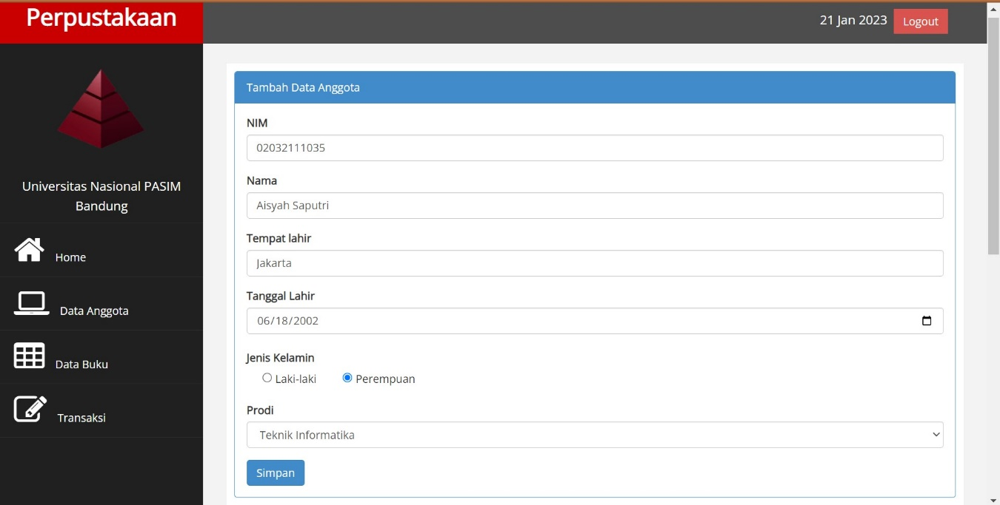 Perpustakaan
21 Jan 2023 Logout
Universitas Nasional PASIM
Bandung
Home
Data Anggota
Data Buku
Transaksi
Tambah Data Anggota
NIM
02032111035
Nama
Aisyah Saputri
Tempat lahir
Jakarta
Tanggal Lahir
06/18/2002
Jenis Kelamin
Laki-laki Perempuan
Prodi
Teknik Informatika
Simpan